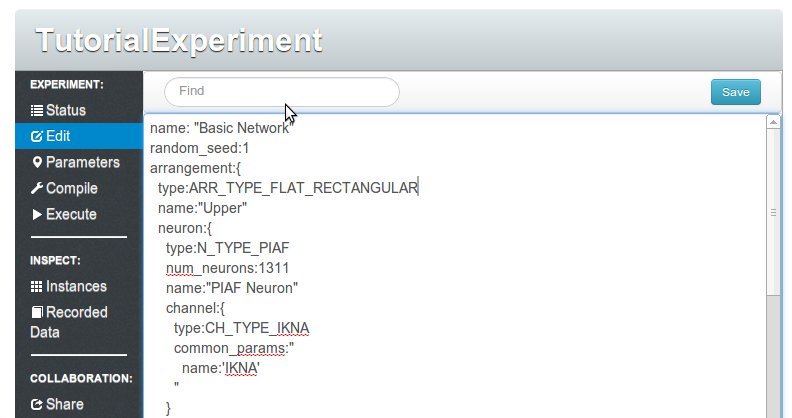 TutorialExperiment
EXPERIMENT:
Status
Edit
Parameters
Compile
Execute
INSPECT:
Instances
Recorded
Data
COLLABORATION:
Share
Find
Save
name: "Basic Network"
random_seed:1
arrangement:{
type:ARR_TYPE_FLAT_RECTANGULAR
name:"Upper"
neuron:{
type:N_TYPE_PIAF
num_neurons:1311
name:"PIAF Neuron"
channel:{
type:CH_TYPE_IKNA
common_params:"
name:'IKNA'
"
}